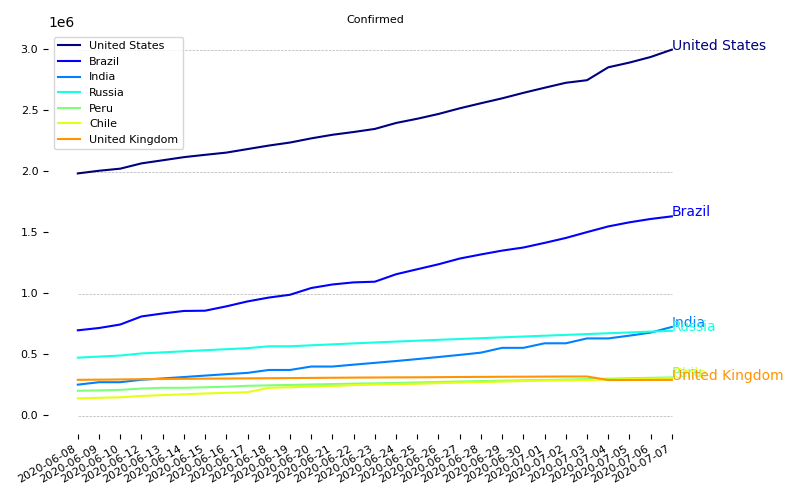 Confirmed
1e6
United States
Brazil
India
Russia
Peru
Chile
United Kingdom
3.0
2.5
2.0
1.5
1.0
0.5
0.0
United States
Brazil
India
Russia
United Kingdom
2020-06-08
2020-06-09
2020-06-10
2020-06-12
2020-06-13
2020-06-14
2020-06-15
2020-06-16
2020-06-17
2020-06-18
2020-06-19
2020-06-20
2020-06-21
2020-06-22
2020-06-23
2020-06-24
2020-06-25
2020-06-26
2020-06-27
2020-06-28
2020-06-29
2020-06-30
2020-07-01
2020-07-02
2020-07-03
2020-07-04
2020-07-05
2020-07-06
2020-07-07